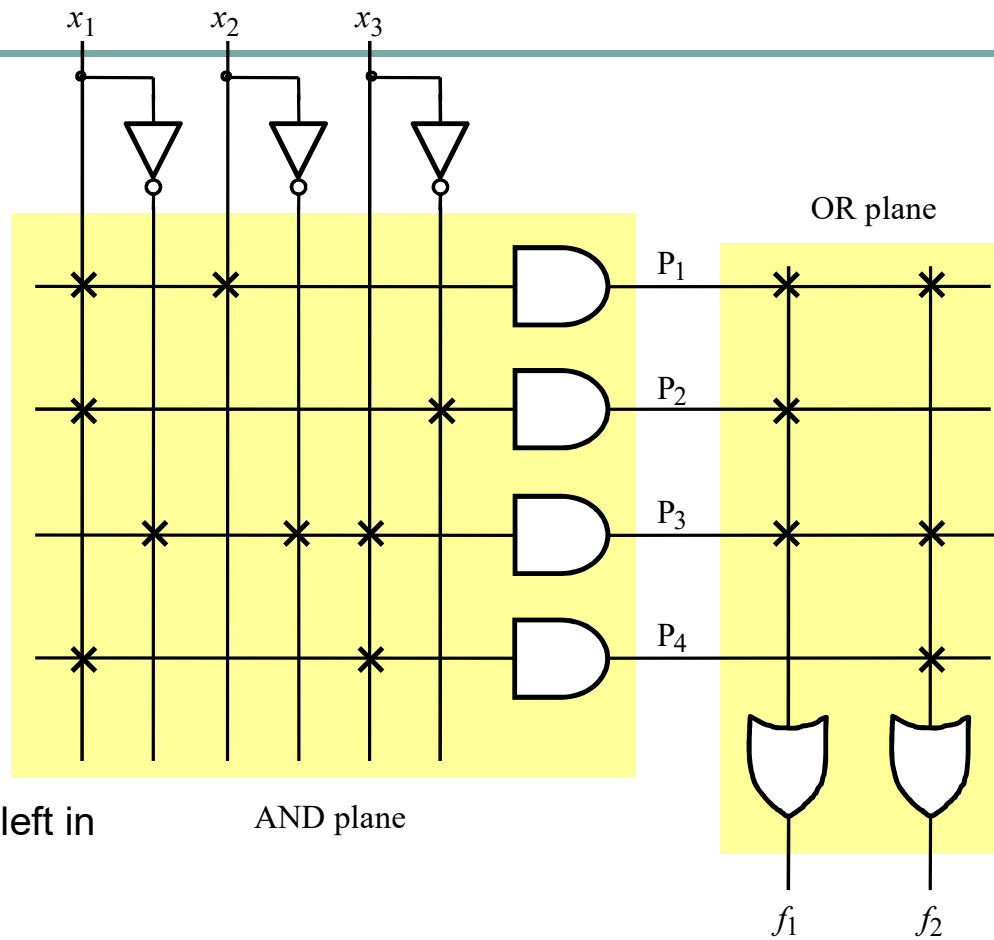 x1 x2 x3
OR plane
P1
P2
P3
P4
left in
AND plane
f1 f2